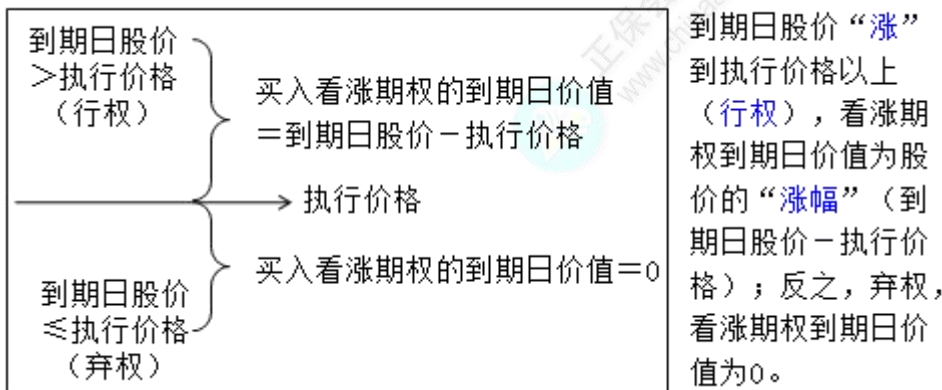 到期日股价
＞执行价格
（行权）
买入看涨期权的到期日价值
＝到期日股价－执行价格
执行价格
买入看涨期权的到期日价值＝0
到期日股价
≤执行价格
（弃权）
到期日股价“涨”
到执行价格以上
（行权），看涨期
权到期日价值为股
价的“涨幅”（到
期日股价－执行价
格）；反之，弃权，
看涨期权到期日价
值为0。